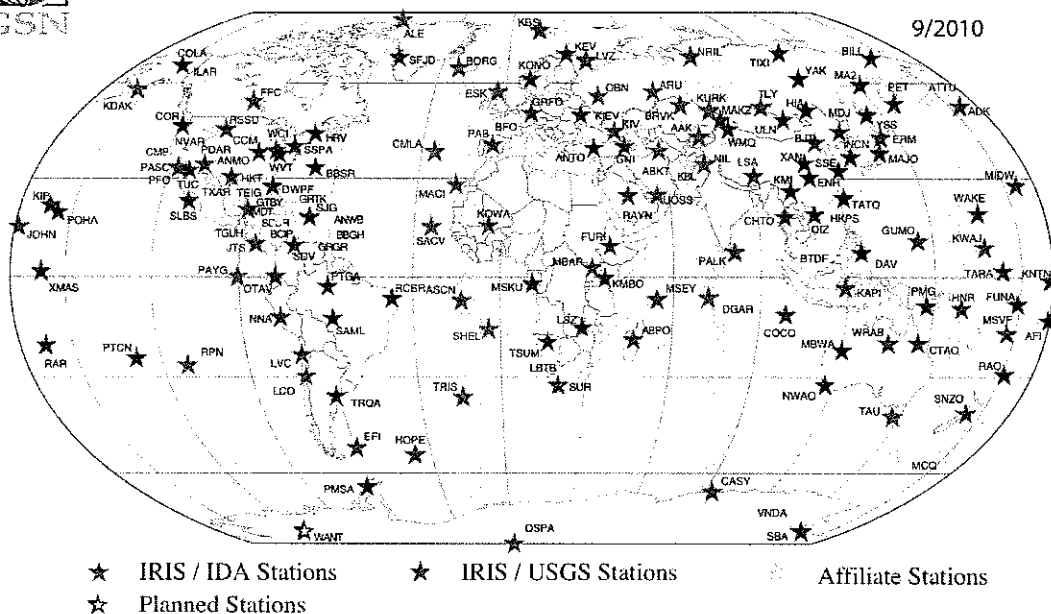 GSN
9/2010
ALE
KBS
COLA
ILAR
SFJD
BORG
KEV
LVZ
NRIL
TIXI
BILL
KDAK
FFC
KONO
ESK
OBN
ARU
YAK
MA2
PET
ATTU
ADK
COR
RSSD
NVAR
CCM
WCI
HRV
SSPA
GRFO
BFO
KIEV
KIV
BRVK
KURK
MAKZ
TLY
HIA
MDJ
YSS
ERM
CMB
PDAR
ANMO
WVT
CMLA
PAB
ANTO
GNI
AAK
WMQ
ULN
BJT
INCN
MAJO
PASC
PFO
TUC
TXAR
HKT
BBSR
ABKT
KBL
NIL
LSA
XAN
SSE
MACI
DWPF
TEIG
GTBY
GRTK
UOSS
RAYN
KMI
ENH
TATO
MIDW
KIP
POHA
JOHN
SLBS
MDT
SJG
ANWB
BBGH
SACV
KOWA
CHTO
QIZ
HKPS
WAKE
GUMO
KWAJ
TGUH
JTS
BCIP
SDV
GRGR
FURI
PALK
BTDF
DAV
TARA
KNTN
XMAS
PAYG
OTAV
PTGA
RCBR
ASCN
MSKU
MBAR
KMBO
MSEY
DGAR
KAPI
PMG
HNR
FUNA
NNA
SAML
SHEL
LSZ
ABPO
COCO
WRAB
MSVF
AFI
RAR
PTCN
RPN
LVC
TSUM
MBWA
CTAO
LCO
LBTB
SUR
RAO
TRQA
TRIS
NWAO
TAU
SNZO
EFI
HOPE
MCQ
PMSA
CASY
WANT
QSPA
VNDA
SBA
IRIS / IDA Stations
IRIS / USGS Stations
Affiliate Stations
Planned Stations